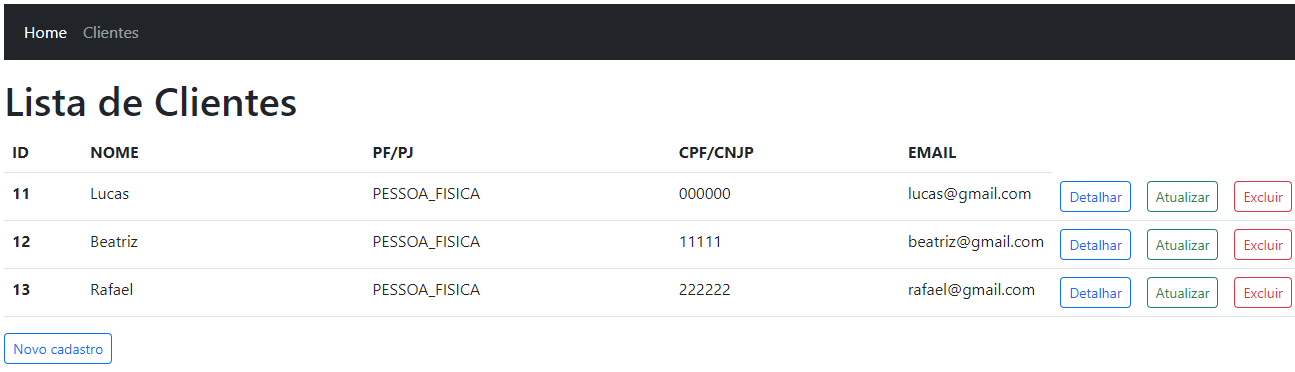 Home Clientes
Lista de Clientes
ID NOME PF/PJ CPF/CNJP EMAIL
11 Lucas PESSOA_FISICA 000000 lucas@gmail.com Detalhar Atualizar Excluir
12 Beatriz PESSOA_FISICA 11111 beatriz@gmail.com Detalhar Atualizar Excluir
13 Rafael PESSOA_FISICA 222222 rafael@gmail.com Detalhar Atualizar Excluir
Novo cadastro